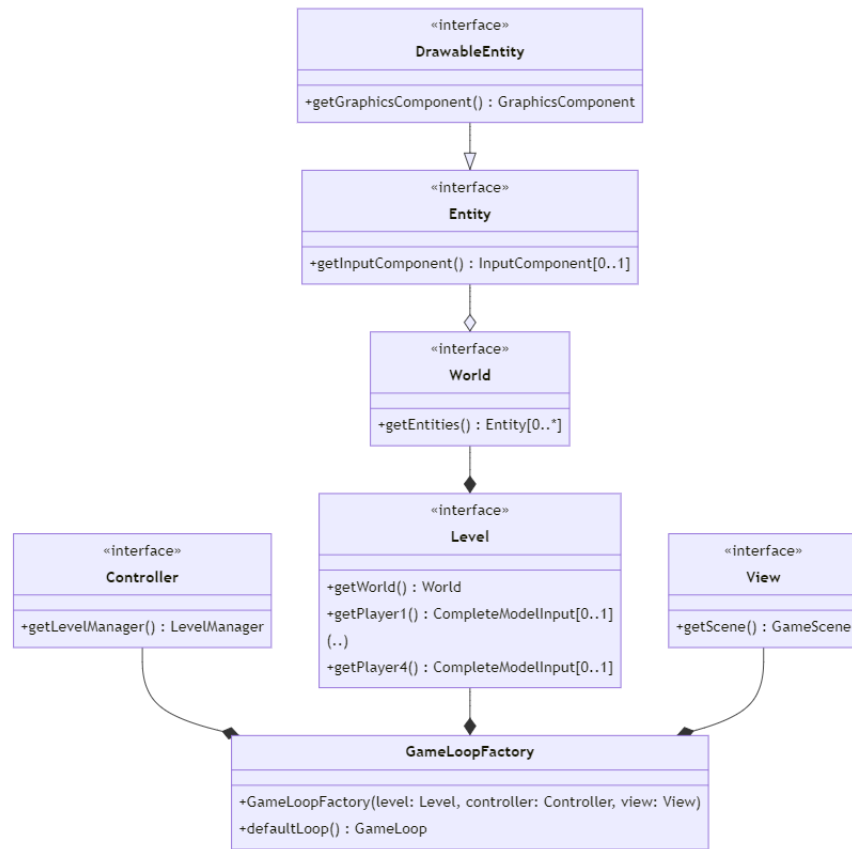 «interface»
DrawableEntity
+getGraphicsComponent() : GraphicsComponent
«interface»
Entity
+getInputComponent() : InputComponent[0..1]
«interface»
World
+getEntities() : Entity[0..*]
«interface»
Level
+getWorld() : World
+getPlayer1() : CompleteModelInput[0..1]
(..)
+getPlayer4() : CompleteModelInput[0..1]
«interface»
Controller
+getLevelManager() : LevelManager
«interface»
View
+getScene() : GameScene
GameLoopFactory
+GameLoopFactory(level: Level, controller: Controller, view: View)
+defaultLoop() : GameLoop